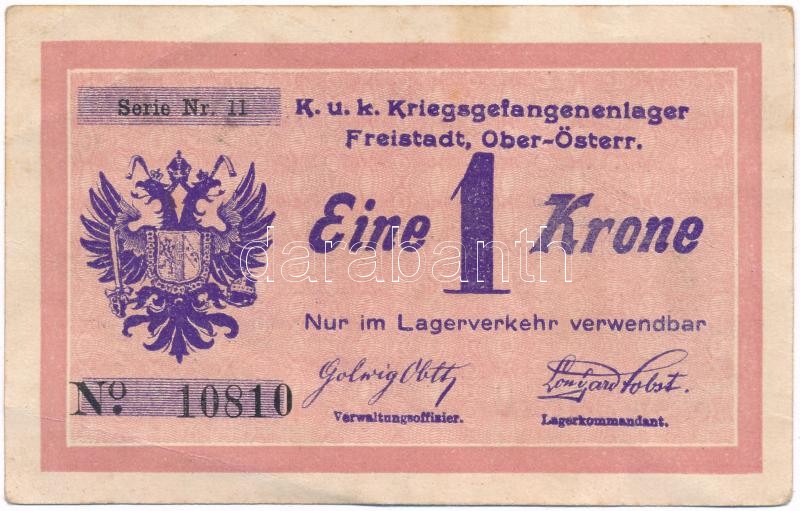 Serie Nr. 11
K. u. k. Kriegsgefangenenlager
Freistadt, Ober-Österr.
Eine 1 Krone
darabanth
Nur im Lagerverkehr verwendbar
No. 10810
Verwaltungsoffizier.
Lagerkommandant.